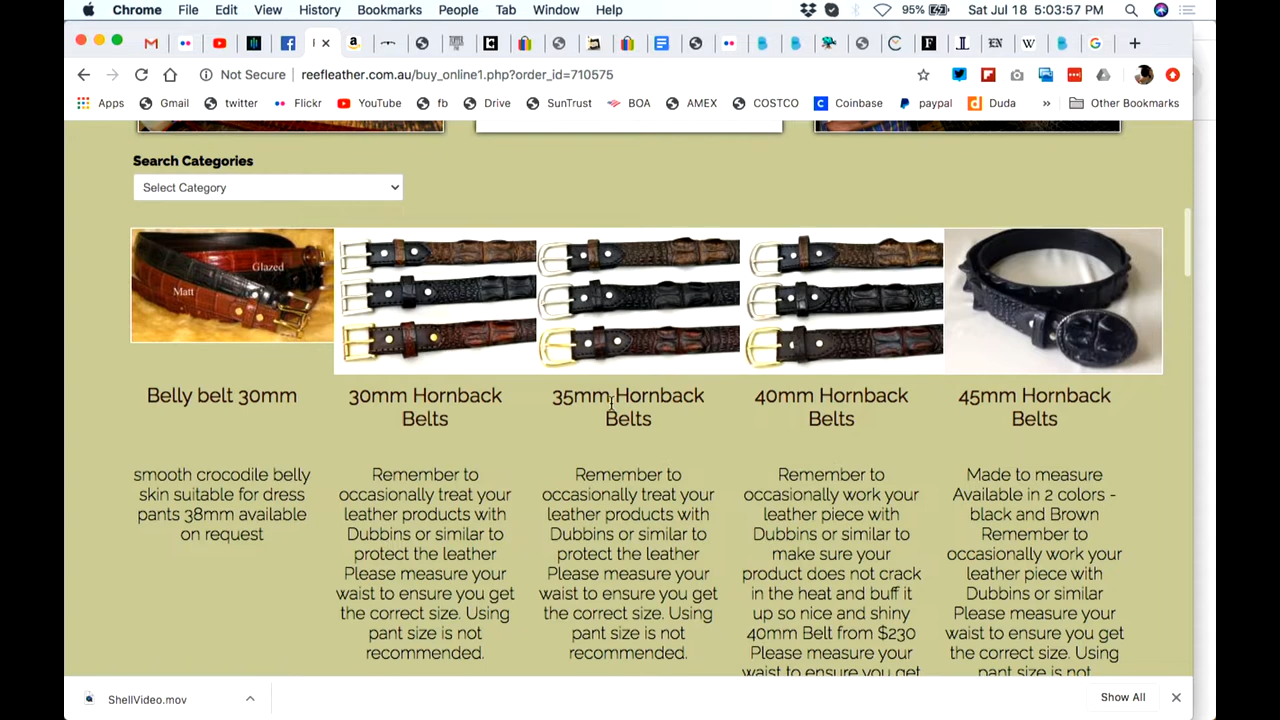 Chrome File Edit View History Bookmarks People Tab Window Help 95% Sat Jul 18 5:03:57 PM
Not Secure reefleather.com.au/buy_online1.php?order_id=710575
Apps Gmail twitter Flickr YouTube fb Drive SunTrust BOA AMEX COSTCO Coinbase paypal Duda » Other Bookmarks
Search Categories
Select Category
Glazed
Matt
Belly belt 30mm
smooth crocodile belly
skin suitable for dress
pants 38mm available
on request
30mm Hornback
Belts
Remember to
occasionally treat your
leather products with
Dubbins or similar to
protect the leather
Please measure your
waist to ensure you get
the correct size. Using
pant size is not
recommended.
35mm Hornback
Belts
Remember to
occasionally treat your
leather products with
Dubbins or similar to
protect the leather
Please measure your
waist to ensure you get
the correct size. Using
pant size is not
recommended.
40mm Hornback
Belts
Remember to
occasionally work your
leather piece with
Dubbins or similar to
make sure your
product does not crack
in the heat and buff it
up so nice and shiny
40mm Belt from $230
Please measure your
waist to ensure you get
45mm Hornback
Belts
Made to measure
Available in 2 colors -
black and Brown
Remember to
occasionally work your
leather piece with
Dubbins or similar
Please measure your
waist to ensure you get
the correct size. Using
pant size is not
ShellVideo.mov
Show All